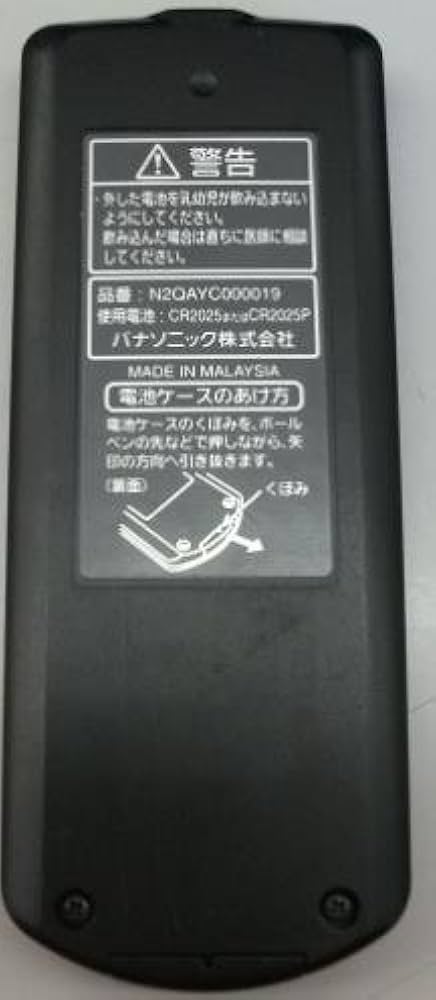 ⚠ 警告
・外した電池を乳幼児が飲み込まない
ようにしてください。
飲み込んだ場合は直ちに医師に相談
してください。
品番：N2QAYC000019
使用電池：CR2025またはCR2025P
パナソニック株式会社
MADE IN MALAYSIA
電池ケースのあけ方
電池ケースのくぼみを、ボール
ペンの先などで押しながら、矢
印の方向へ引き抜きます。
(裏面)
くぼみ